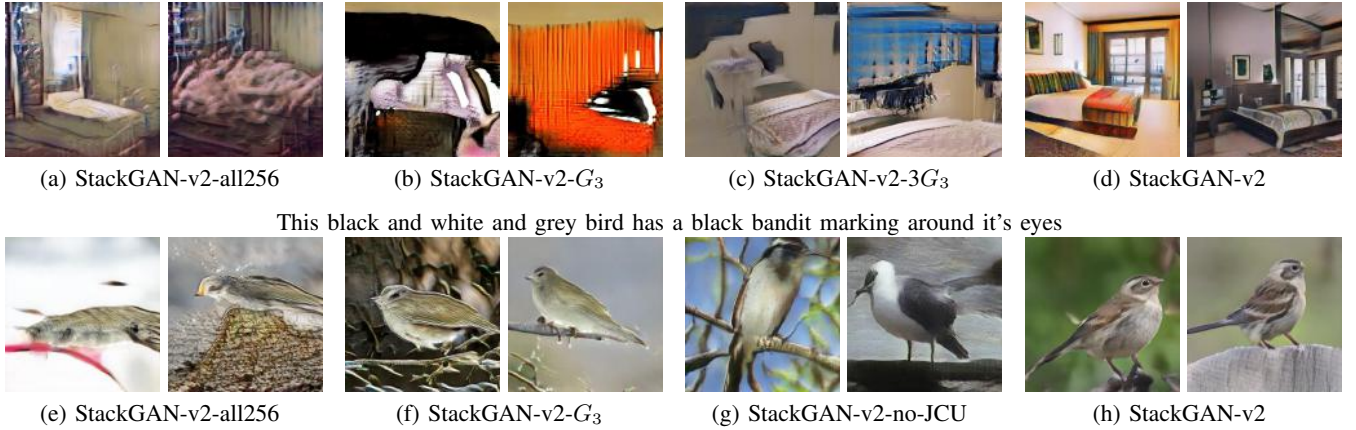 (a) StackGAN-v2-all256 (b) StackGAN-v2-G₃ (c) StackGAN-v2-3G₃ (d) StackGAN-v2
This black and white and grey bird has a black bandit marking around it's eyes
(e) StackGAN-v2-all256 (f) StackGAN-v2-G₃ (g) StackGAN-v2-no-JCU (h) StackGAN-v2